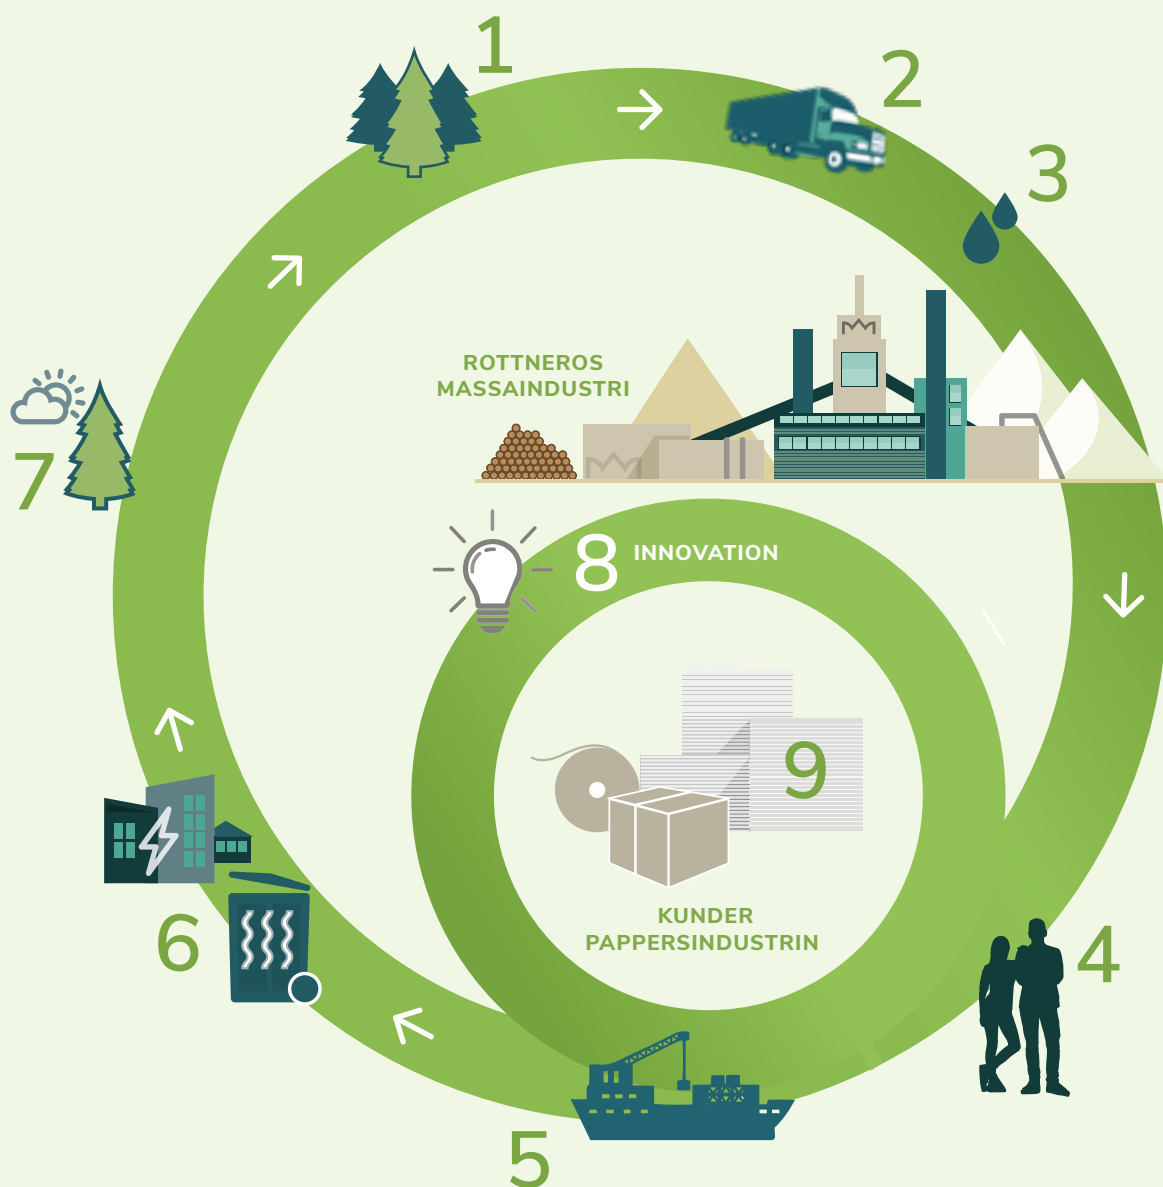 1
2
3
ROTTNEROS
MASSAINDUSTRI
7
8 INNOVATION
9
KUNDER
PAPPERSINDUSTRIN
6
4
5